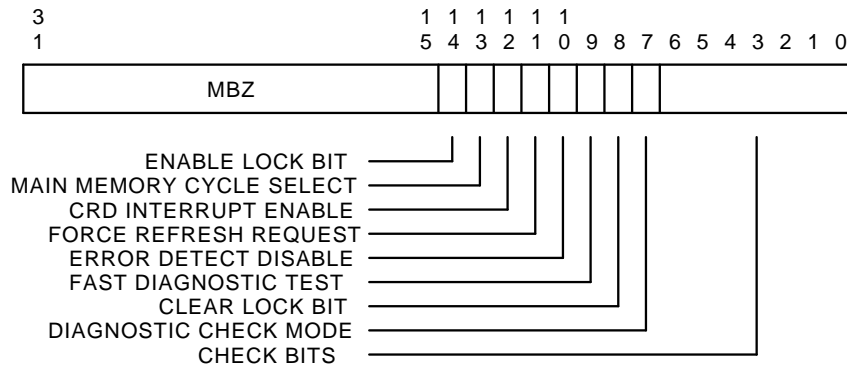 3 1 1 1 1 1 1
1 5 4 3 2 1 0 9 8 7 6 5 4 3 2 1 0
MBZ
ENABLE LOCK BIT
MAIN MEMORY CYCLE SELECT
CRD INTERRUPT ENABLE
FORCE REFRESH REQUEST
ERROR DETECT DISABLE
FAST DIAGNOSTIC TEST
CLEAR LOCK BIT
DIAGNOSTIC CHECK MODE
CHECK BITS